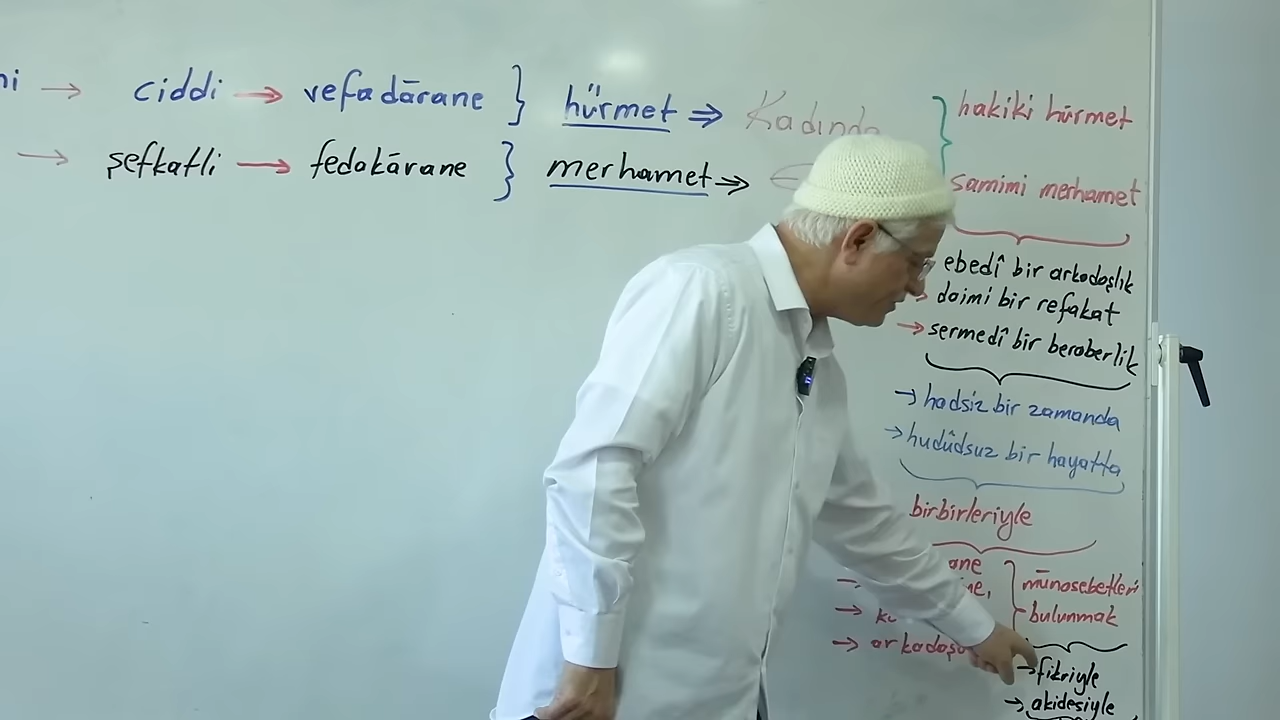 ciddi → vefadārane } hürmet ⇒ Kadında
→ şefkatli → fedakārane } merhamet ⇒
hakiki hürmet
samimi merhamet
ebedî bir arkadaşlık
daimi bir refakat
→ sermedî bir beraberlik
→ hadsiz bir zamanda
→ hudûdsuz bir hayatta
birbirleriyle
münasebetleri
bulunmak
→ fikriyle
→ akidesiyle